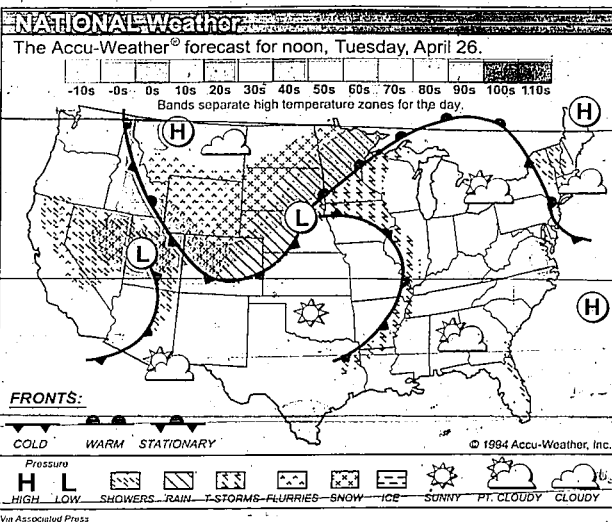 NATIONAL Weather
The Accu-Weather® forecast for noon, Tuesday, April 26.
-10s -0s 0s 10s 20s 30s 40s 50s 60s 70s 80s 90s 100s 110s
Bands separate high temperature zones for the day.
H
H
L
L
H
FRONTS:
COLD WARM STATIONARY
© 1994 Accu-Weather, Inc.
Pressure
H L
HIGH LOW SHOWERS RAIN T-STORMS FLURRIES SNOW ICE SUNNY PT. CLOUDY CLOUDY
Via Associated Press